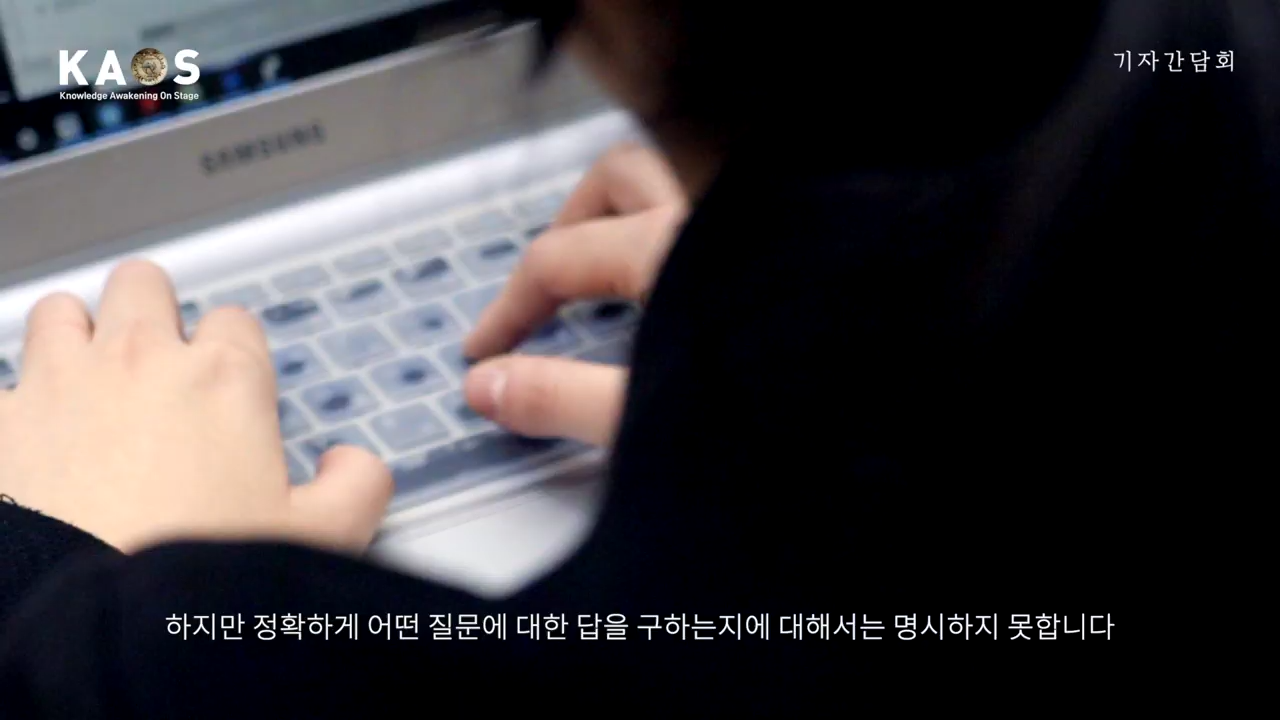 KAOS
Knowledge Awakening On Stage
기자간담회
SAMSUNG
하지만 정확하게 어떤 질문에 대한 답을 구하는지에 대해서는 명시하지 못합니다